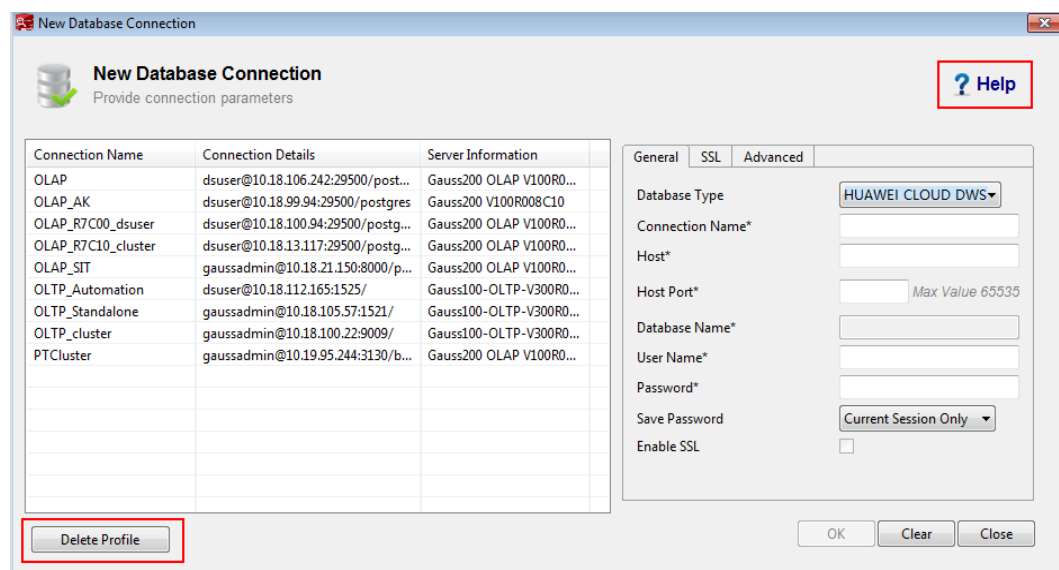 New Database Connection
New Database Connection
Provide connection parameters
? Help
Connection Name Connection Details Server Information
OLAP dsuser@10.18.106.242:29500/post... Gauss200 OLAP V100R0...
OLAP_AK dsuser@10.18.99.94:29500/postgres Gauss200 V100R008C10
OLAP_R7C00_dsuser dsuser@10.18.100.94:29500/postg... Gauss200 OLAP V100R0...
OLAP_R7C10_cluster dsuser@10.18.13.117:29500/postg... Gauss200 OLAP V100R0...
OLAP_SIT gaussadmin@10.18.21.150:8000/p... Gauss200 OLAP V100R0...
OLTP_Automation dsuser@10.18.112.165:1525/ Gauss100-OLTP-V300R0...
OLTP_Standalone gaussadmin@10.18.105.57:1521/ Gauss100-OLTP-V300R0...
OLTP_cluster gaussadmin@10.18.100.22:9009/ Gauss100-OLTP-V300R0...
PTCluster gaussadmin@10.19.95.244:3130/b... Gauss200 OLAP V100R0...
Delete Profile
General SSL Advanced
Database Type HUAWEI CLOUD DWS
Connection Name*
Host*
Host Port* Max Value 65535
Database Name*
User Name*
Password*
Save Password Current Session Only
Enable SSL
OK Clear Close